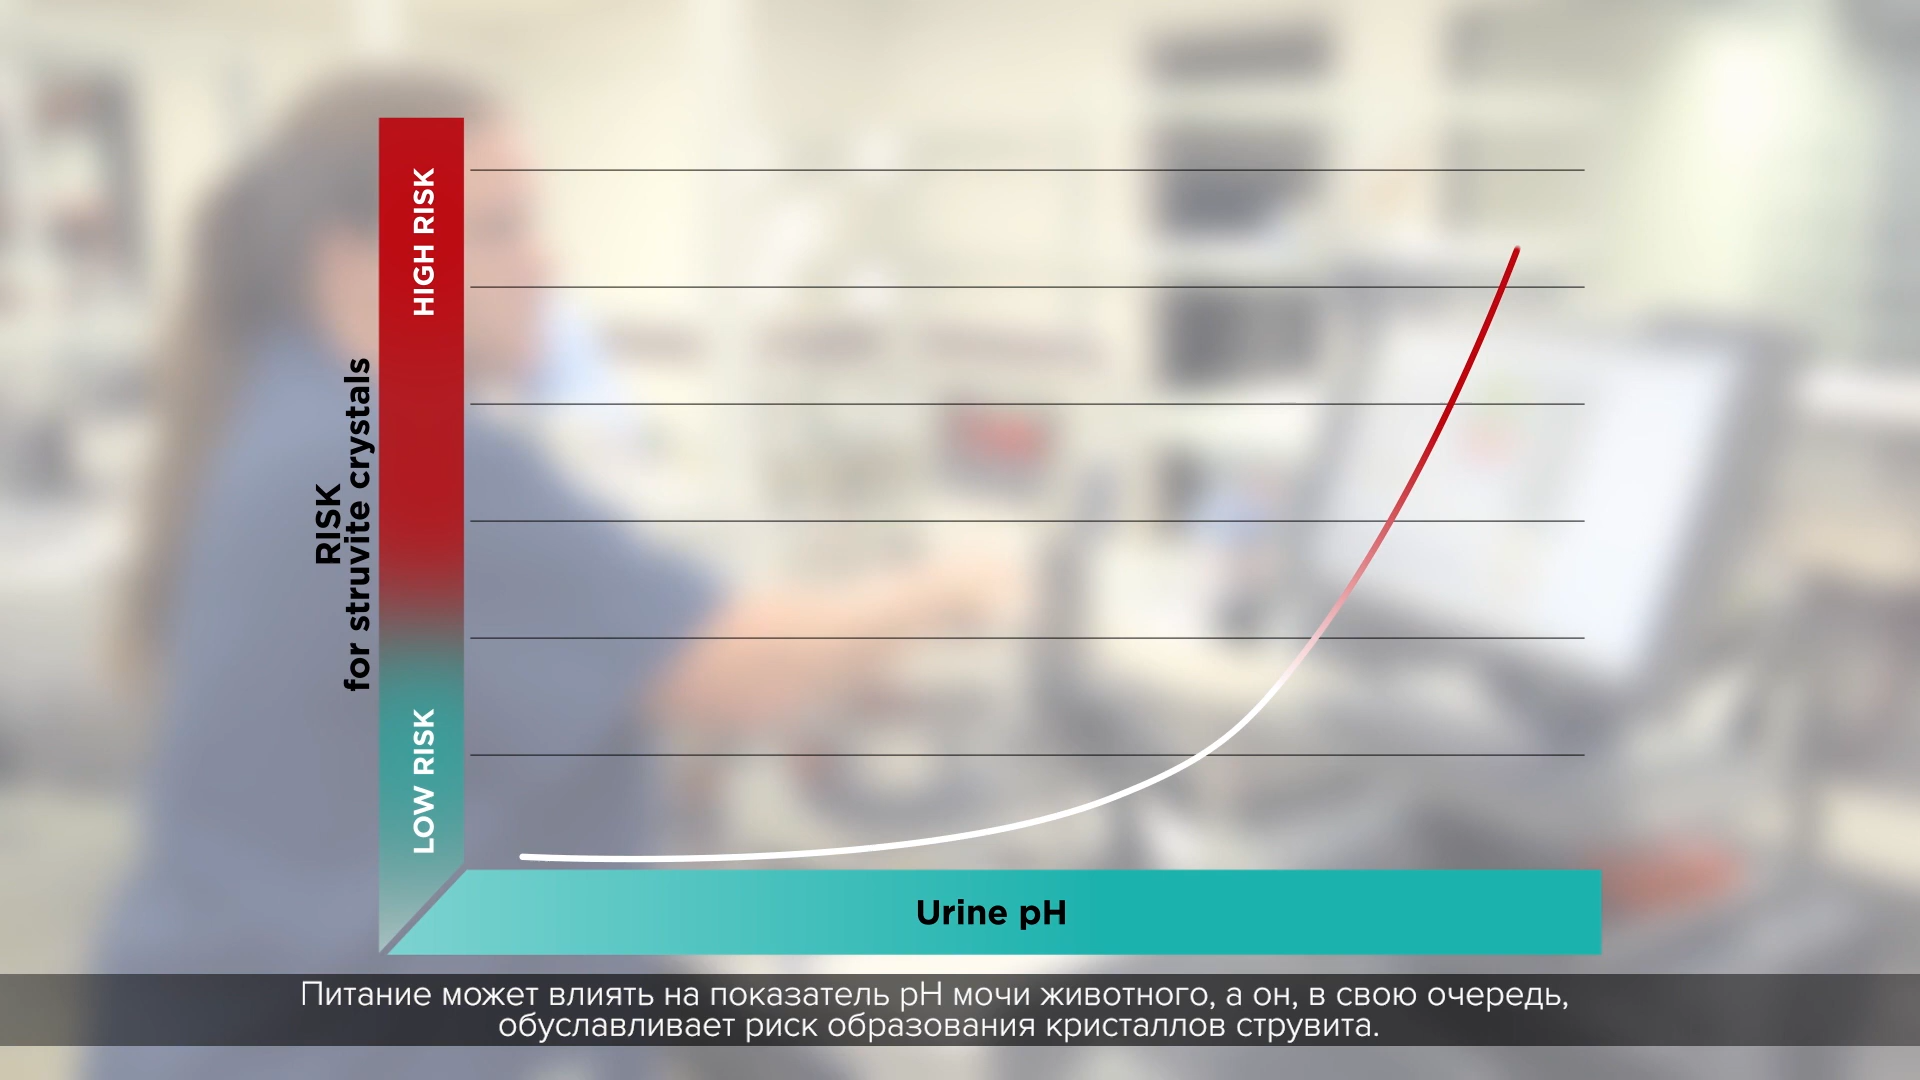 HIGH RISK
RISK
for struvite crystals
LOW RISK
Urine pH
Питание может влиять на показатель pH мочи животного, а он, в свою очередь,
обуславливает риск образования кристаллов струвита.